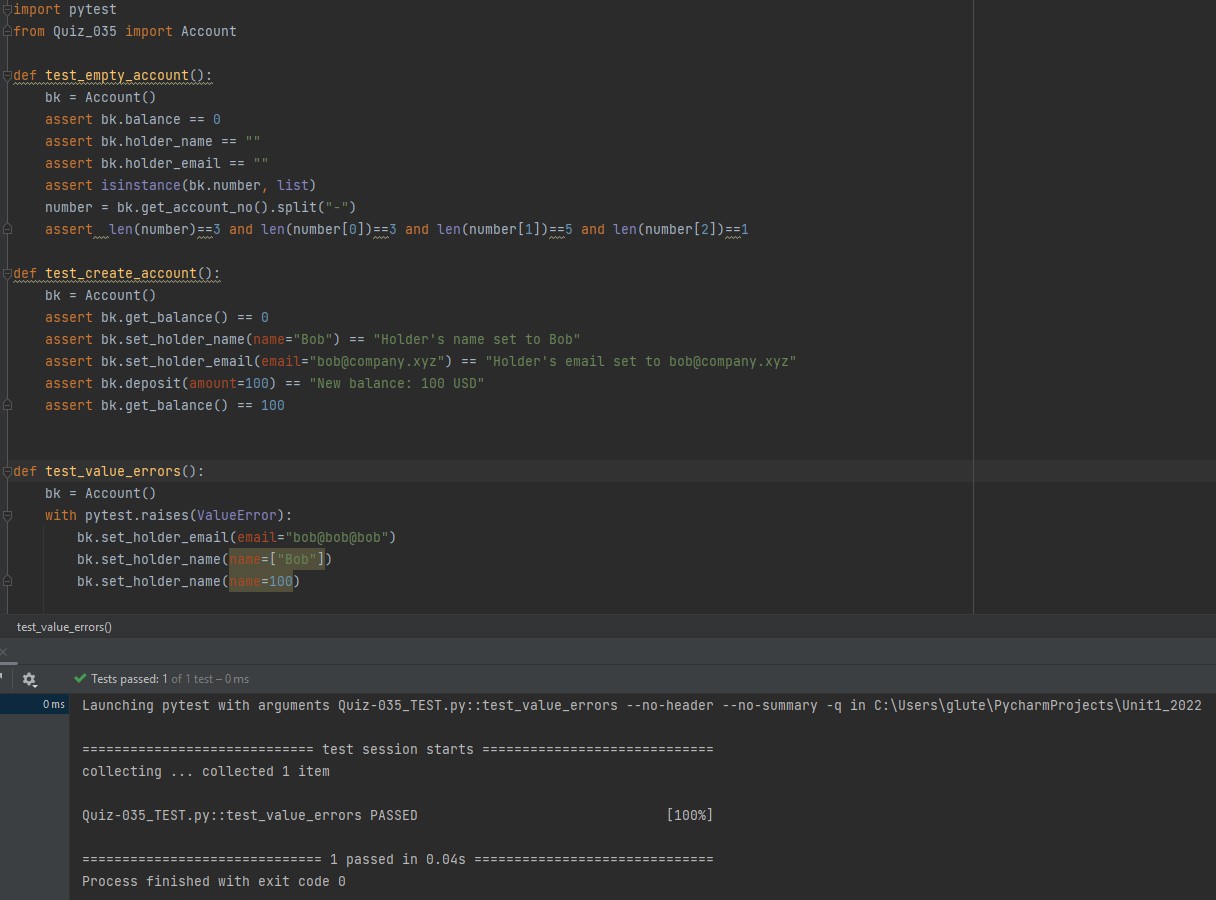 import pytest
from Quiz_035 import Account
def test_empty_account():
bk = Account()
assert bk.balance == 0
assert bk.holder_name == ""
assert bk.holder_email == ""
assert isinstance(bk.number, list)
number = bk.get_account_no().split("-")
assert  len(number)==3 and len(number[0])==3 and len(number[1])==5 and len(number[2])==1
def test_create_account():
bk = Account()
assert bk.get_balance() == 0
assert bk.set_holder_name(name="Bob") == "Holder's name set to Bob"
assert bk.set_holder_email(email="bob@company.xyz") == "Holder's email set to bob@company.xyz"
assert bk.deposit(amount=100) == "New balance: 100 USD"
assert bk.get_balance() == 100
def test_value_errors():
bk = Account()
with pytest.raises(ValueError):
bk.set_holder_email(email="bob@bob@bob")
bk.set_holder_name(name=["Bob"])
bk.set_holder_name(name=100)
test_value_errors()
Tests passed: 1 of 1 test – 0 ms
0 ms
Launching pytest with arguments Quiz-035_TEST.py::test_value_errors --no-header --no-summary -q in C:\Users\glute\PycharmProjects\Unit1_2022
============================= test session starts =============================
collecting ... collected 1 item
Quiz-035_TEST.py::test_value_errors PASSED [100%]
============================== 1 passed in 0.04s ==============================
Process finished with exit code 0